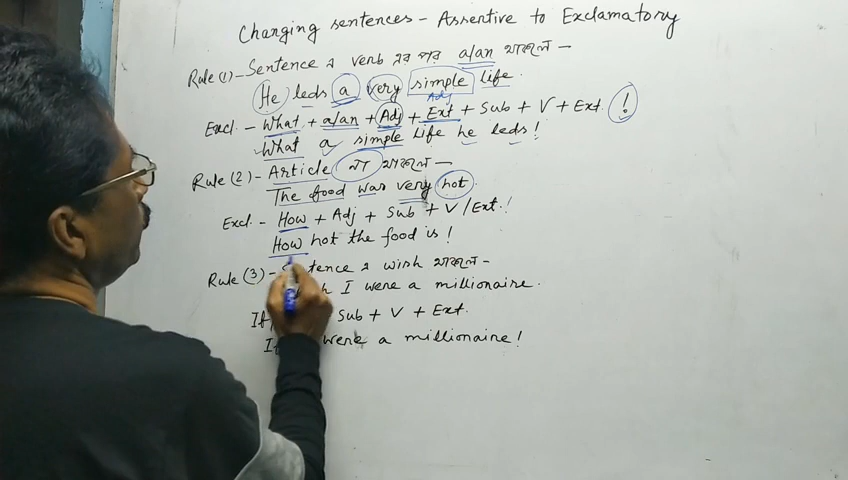 Changing sentences - Assertive to Exclamatory
Rule (1) - Sentence এ verb এর পর a/an থাকলে -
He leds a very simple life.
Adj
Excl. - What + a/an + Adj + Ext + Sub + V + Ext. !
What a simple life he leds!
Rule (2) - Article না থাকলে -
The food was very hot.
Excl. - How + Adj + Sub + V/Ext.!
How hot the food is!
Rule (3) - Sentence এ wish থাকলে -
I were a millionaire.
If Sub + V + Ext.
were a millionaire!